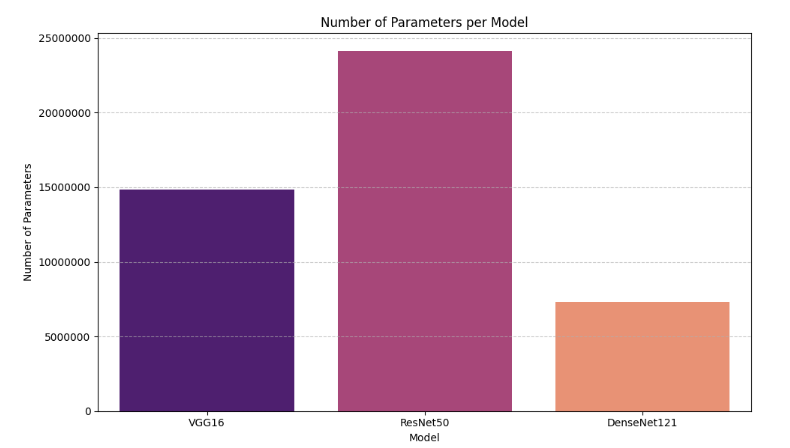 Number of Parameters per Model
Number of Parameters
25000000
20000000
15000000
10000000
5000000
0
VGG16 ResNet50 DenseNet121
Model